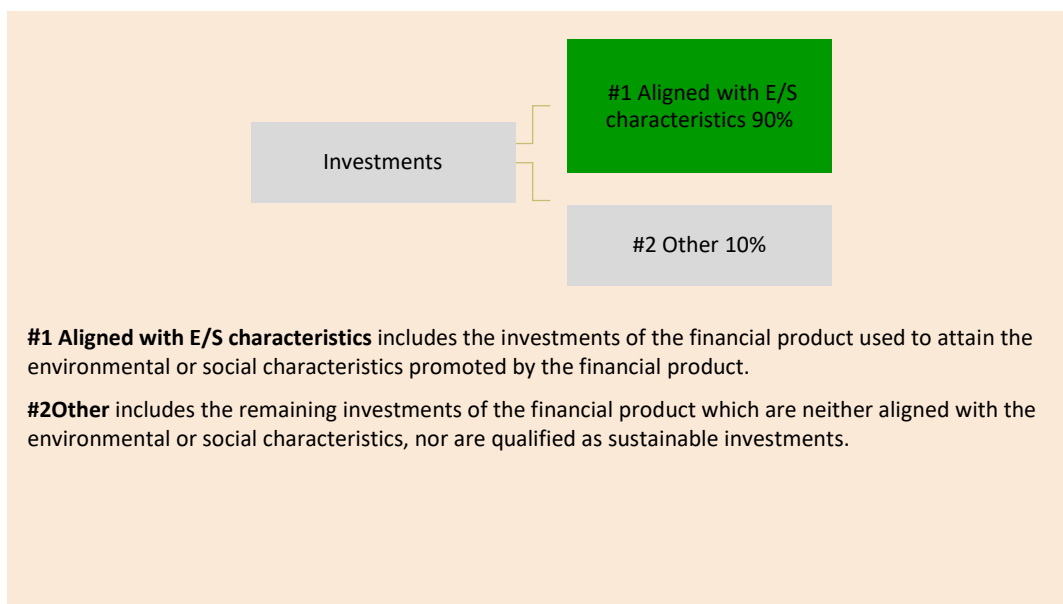 #1 Aligned with E/S
characteristics 90%
Investments
#2 Other 10%
#1 Aligned with E/S characteristics includes the investments of the financial product used to attain the
environmental or social characteristics promoted by the financial product.
#2Other includes the remaining investments of the financial product which are neither aligned with the
environmental or social characteristics, nor are qualified as sustainable investments.